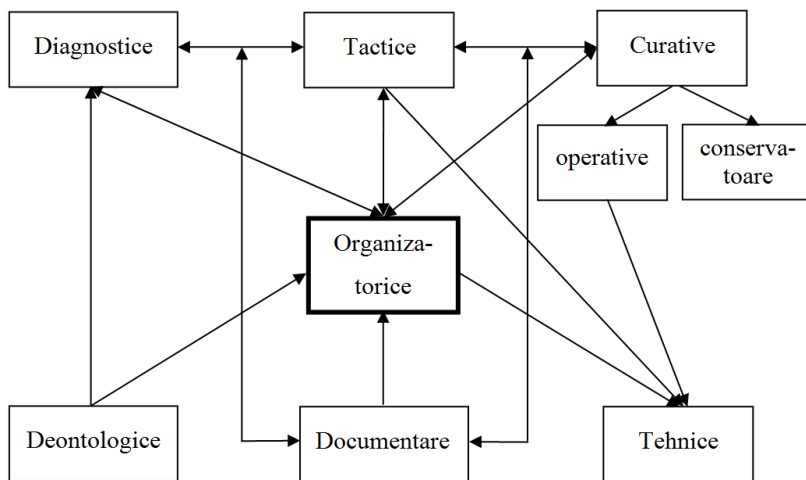 Diagnostice
Tactice
Curative
operative
conserva-
toare
Organiza-
torice
Deontologice
Documentare
Tehnice